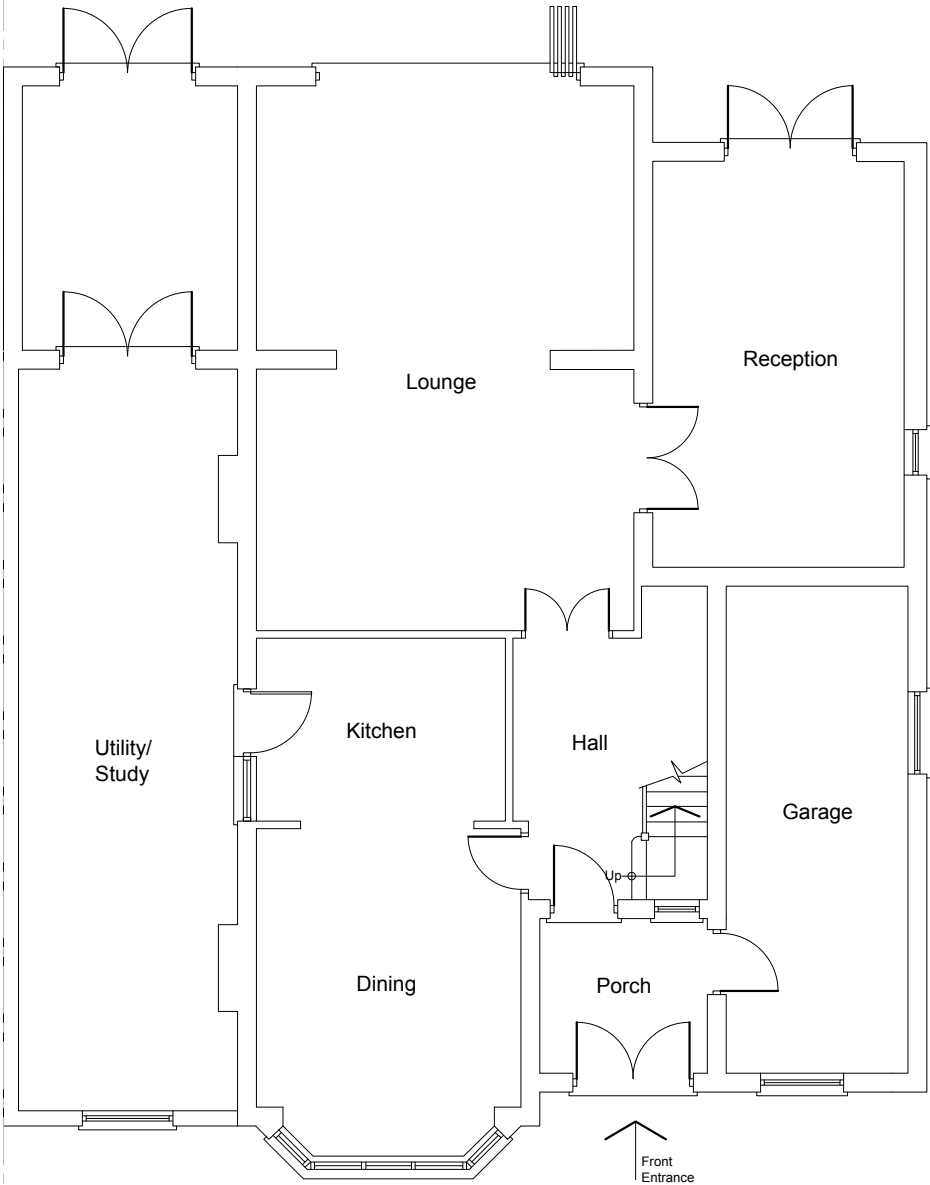 Reception
Lounge
Kitchen
Hall
Utility/
Study
Garage
Up
Dining
Porch
Front
Entrance